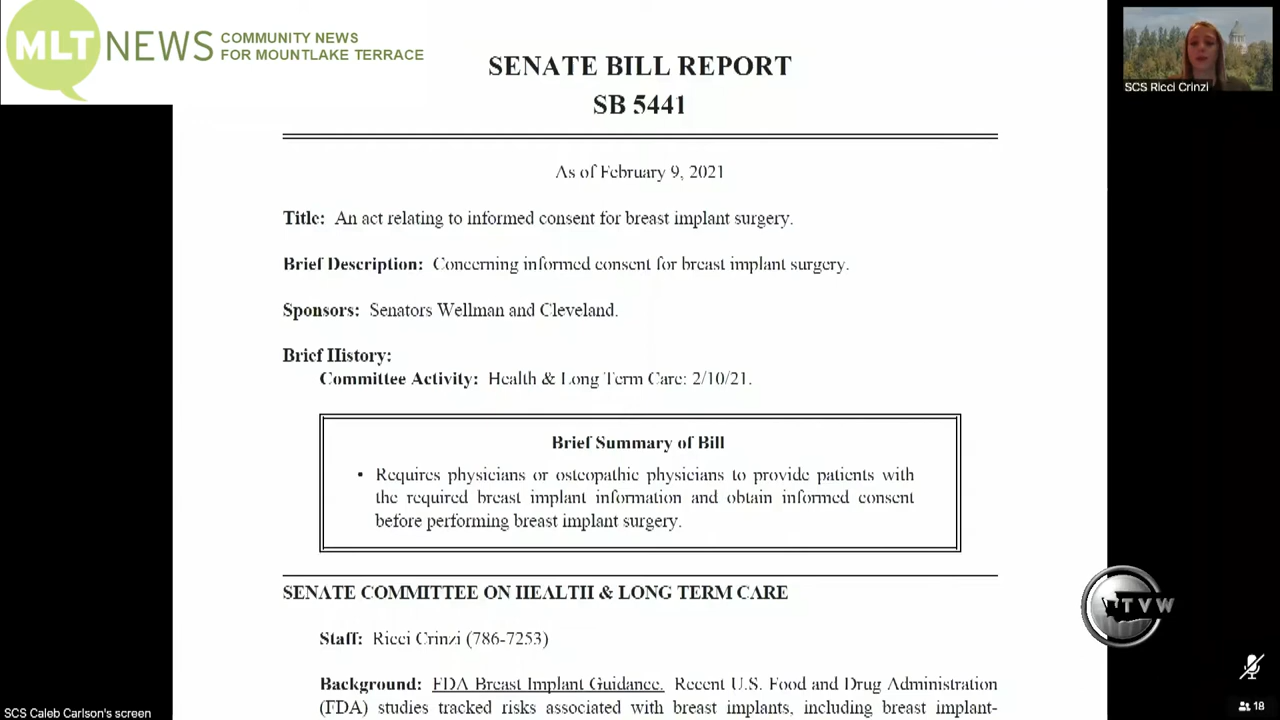 MLT NEWS
COMMUNITY NEWS
FOR MOUNTLAKE TERRACE
SENATE BILL REPORT
SB 5441
As of February 9, 2021
Title: An act relating to informed consent for breast implant surgery.
Brief Description: Concerning informed consent for breast implant surgery.
Sponsors: Senators Wellman and Cleveland.
Brief History:
Committee Activity: Health & Long Term Care: 2/10/21.
Brief Summary of Bill
• Requires physicians or osteopathic physicians to provide patients with
the required breast implant information and obtain informed consent
before performing breast implant surgery.
SENATE COMMITTEE ON HEALTH & LONG TERM CARE
Staff: Ricci Crinzi (786-7253)
Background: FDA Breast Implant Guidance. Recent U.S. Food and Drug Administration
(FDA) studies tracked risks associated with breast implants, including breast implant-
SCS Ricci Crinzi
TVW
18
SCS Caleb Carlson's screen